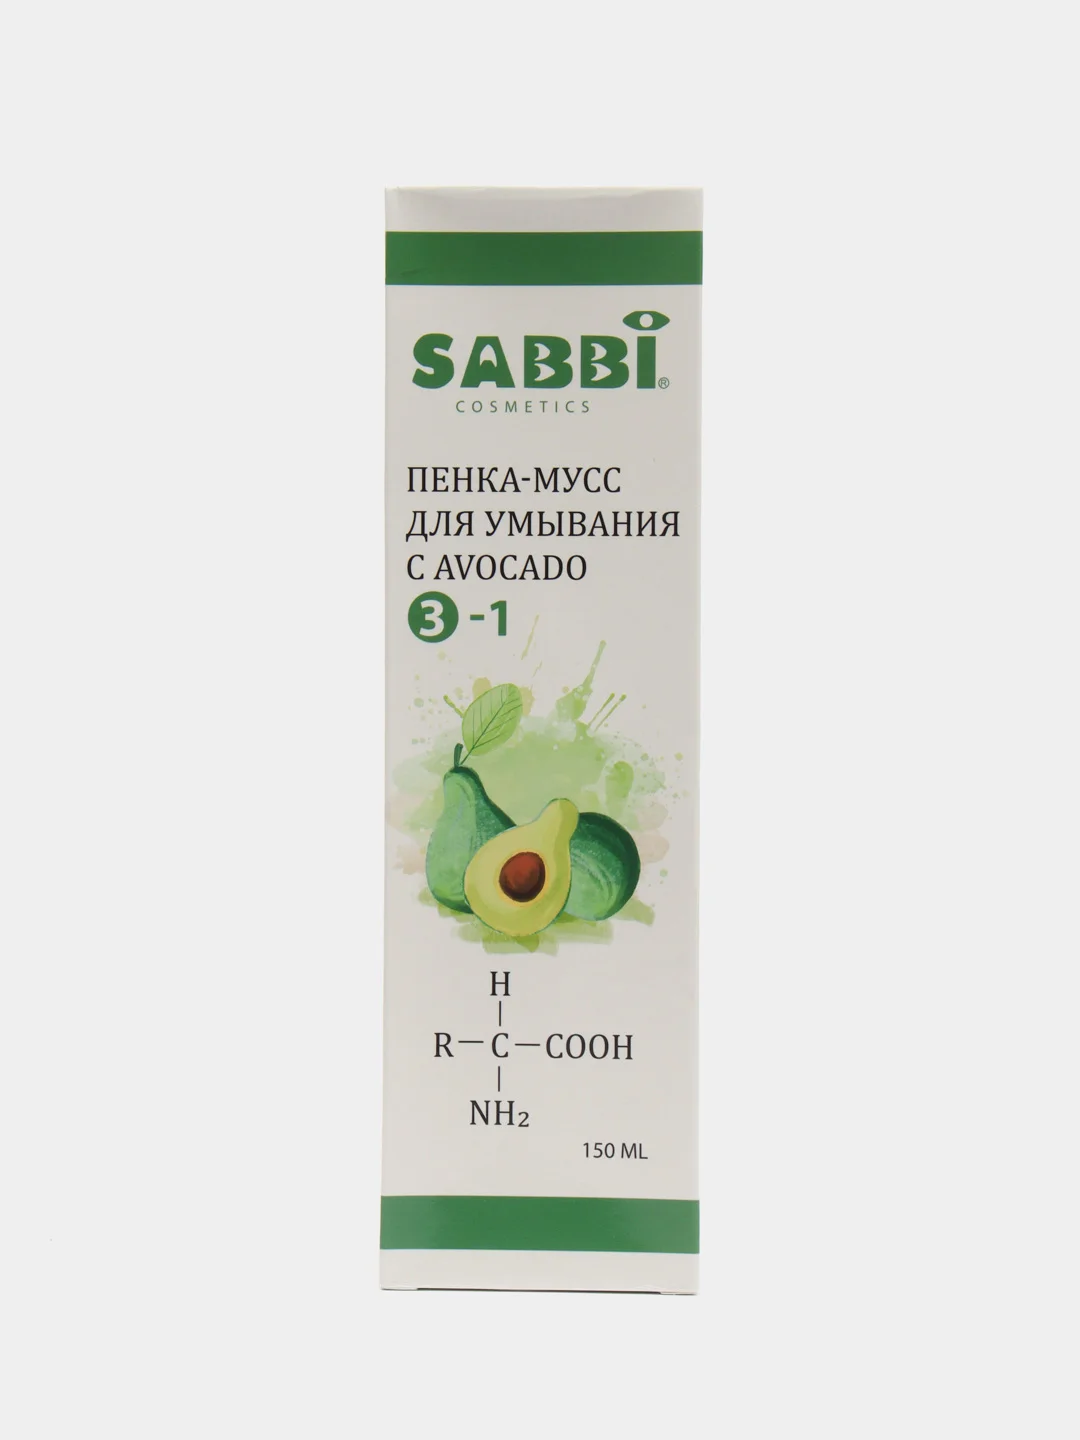 SABBI®
COSMETICS
ПЕНКА-МУСС
ДЛЯ УМЫВАНИЯ
С AVOCADO
3 -1
H
R—C—COOH
NH₂
150 ML